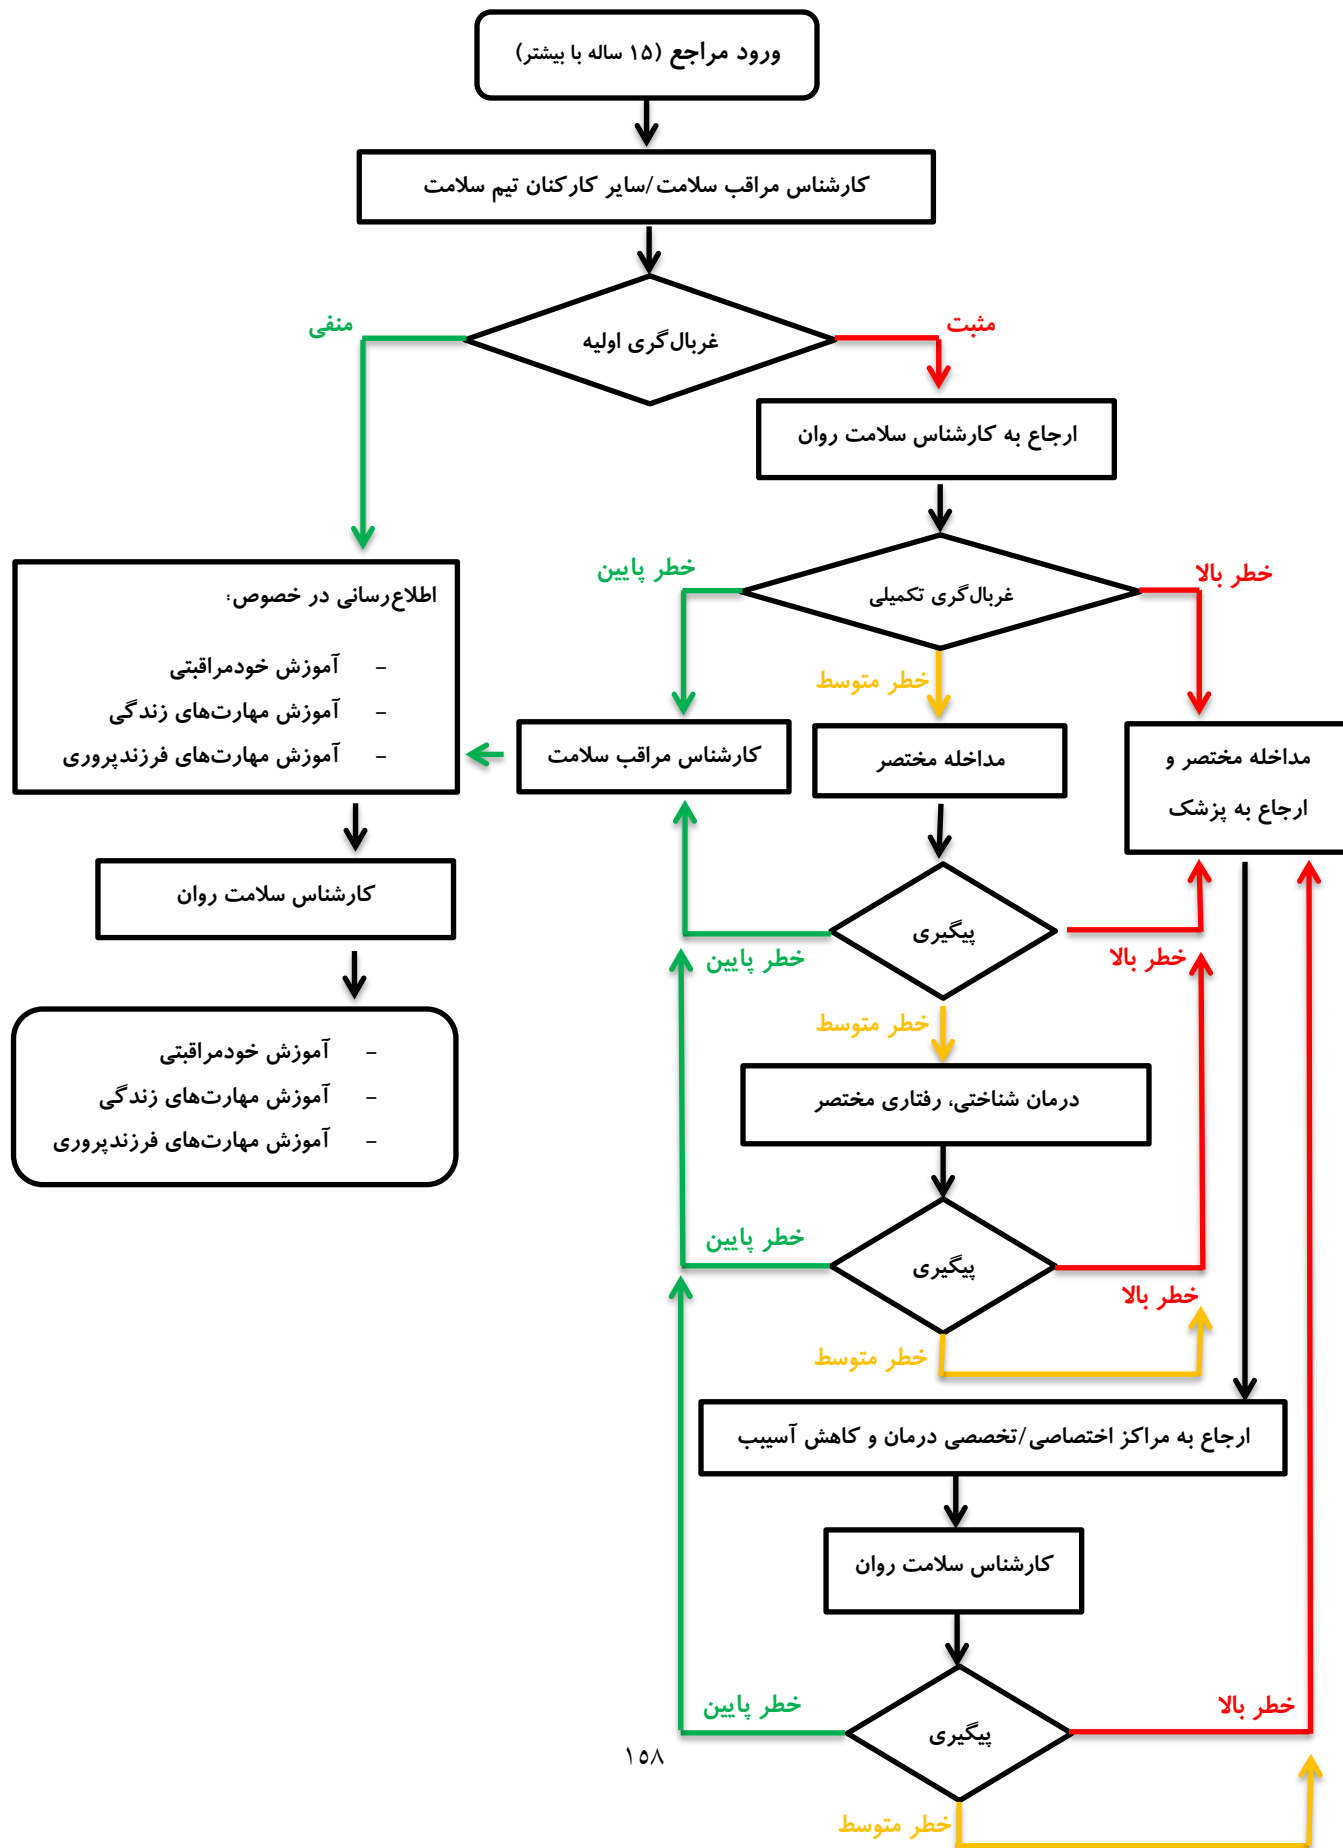 ورود مراجع (۱۵ ساله با بیشتر)
کارشناس مراقب سلامت/سایر کارکنان تیم سلامت
غربال‌گری اولیه
مثبت
منفی
ارجاع به کارشناس سلامت روان
غربال‌گری تکمیلی
خطر بالا
خطر متوسط
خطر پایین
اطلاع‌رسانی در خصوص:
- آموزش خودمراقبتی
- آموزش مهارت‌های زندگی
- آموزش مهارت‌های فرزندپروری
مداخله مختصر و
ارجاع به پزشک
مداخله مختصر
کارشناس مراقب سلامت
کارشناس سلامت روان
پیگیری
خطر بالا
خطر پایین
خطر متوسط
- آموزش خودمراقبتی
- آموزش مهارت‌های زندگی
- آموزش مهارت‌های فرزندپروری
درمان شناختی، رفتاری مختصر
پیگیری
خطر پایین
خطر بالا
خطر متوسط
ارجاع به مراکز اختصاصی/تخصصی درمان و کاهش آسیبب
کارشناس سلامت روان
پیگیری
خطر بالا
خطر پایین
خطر متوسط
۱۵۸